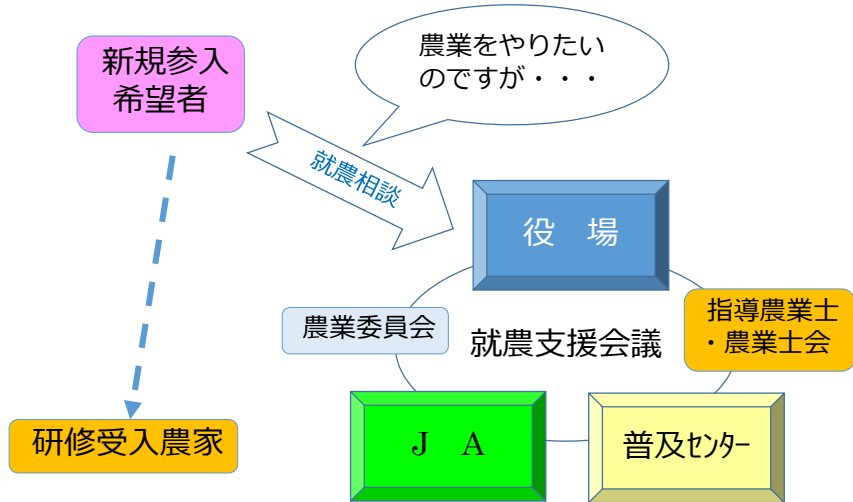 新規参入
希望者
農業をやりたい
のですが・・・
就農相談
役　場
農業委員会
指導農業士
・農業士会
就農支援会議
研修受入農家
Ｊ　Ａ
普及ｾﾝﾀｰ